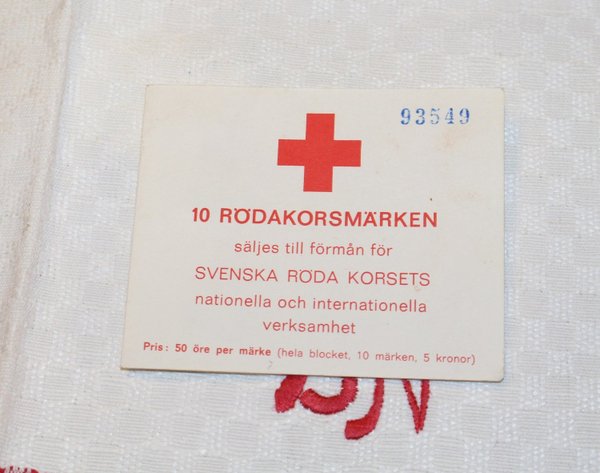 93549
10 RÖDAKORSMÄRKEN
säljes till förmån för
SVENSKA RÖDA KORSETS
nationella och internationella
verksamhet
Pris: 50 öre per märke (hela blocket, 10 märken, 5 kronor)